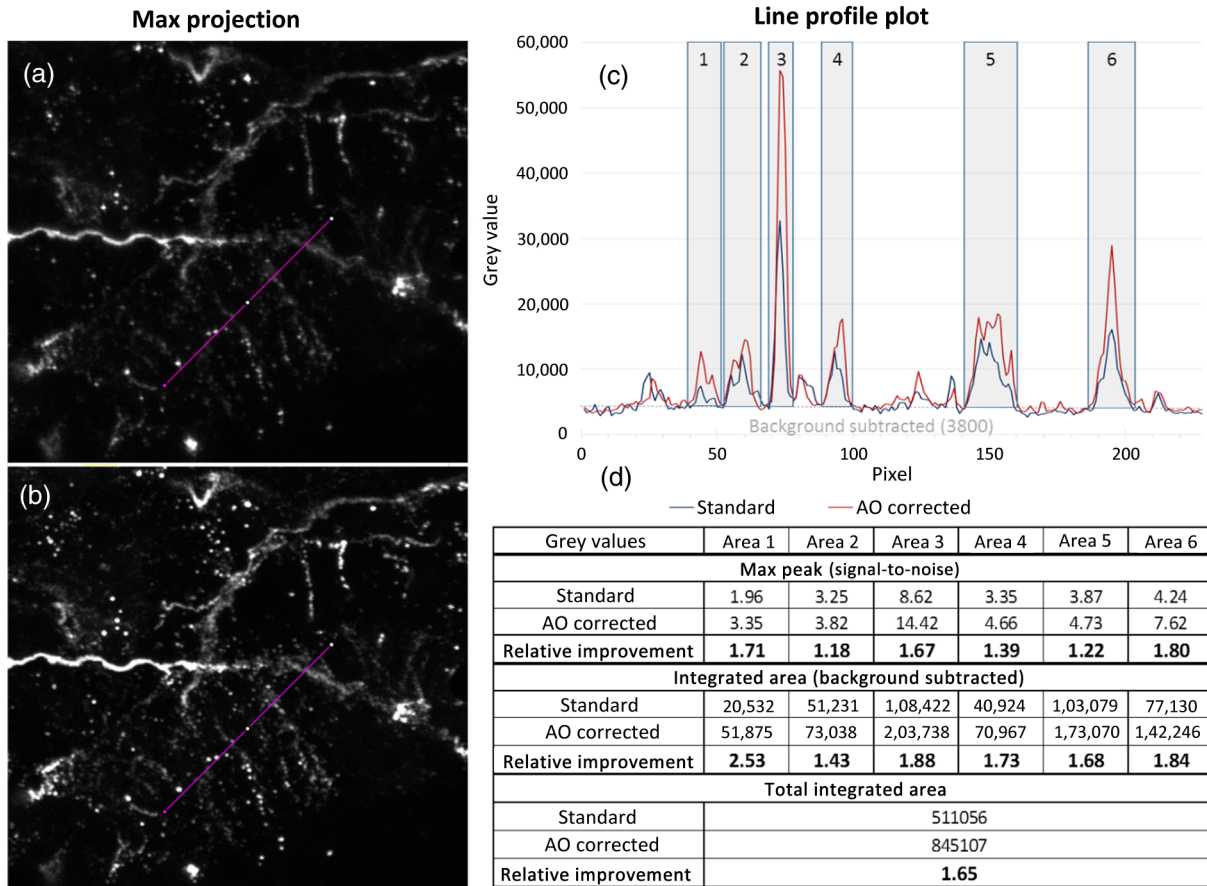 Max projection
Line profile plot
(a)
(b)
(c)
60,000
50,000
40,000
30,000
20,000
10,000
0
Grey value
1
2
3
4
5
6
Background subtracted (3800)
0
50
100
150
200
Pixel
(d)
Standard
AO corrected
Grey values Area 1 Area 2 Area 3 Area 4 Area 5 Area 6
Max peak (signal-to-noise)
Standard 1.96 3.25 8.62 3.35 3.87 4.24
AO corrected 3.35 3.82 14.42 4.66 4.73 7.62
Relative improvement 1.71 1.18 1.67 1.39 1.22 1.80
Integrated area (background subtracted)
Standard 20,532 51,231 1,08,422 40,924 1,03,079 77,130
AO corrected 51,875 73,038 2,03,738 70,967 1,73,070 1,42,246
Relative improvement 2.53 1.43 1.88 1.73 1.68 1.84
Total integrated area
Standard 511056
AO corrected 845107
Relative improvement 1.65